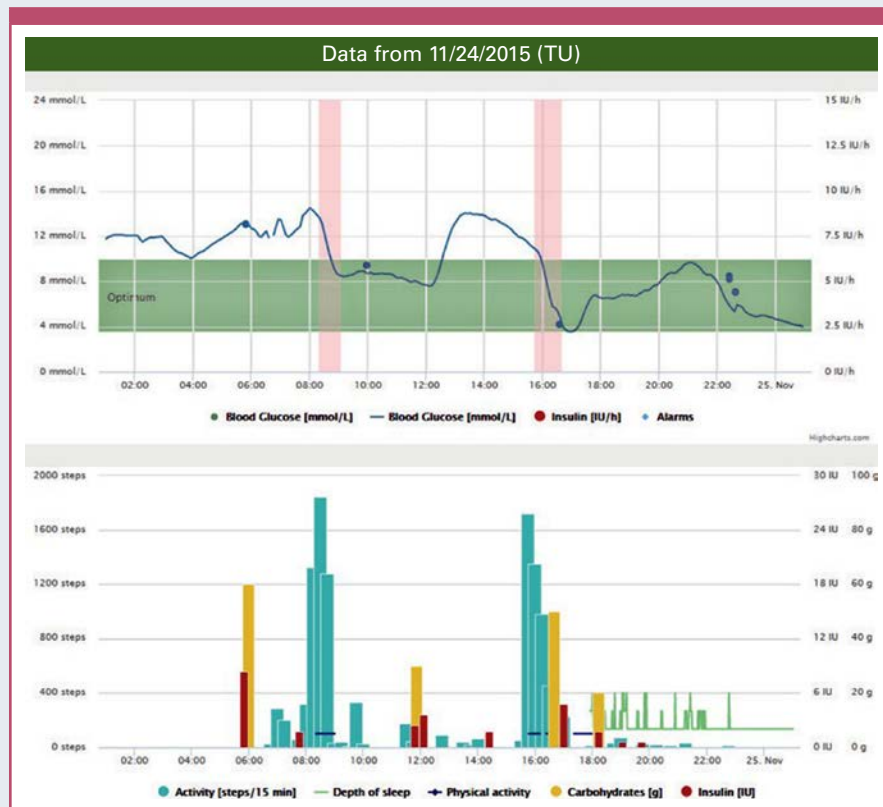 Data from 11/24/2015 (TU)
24 mmol/L 15 IU/h
20 mmol/L 12.5 IU/h
16 mmol/L 10 IU/h
12 mmol/L 7.5 IU/h
8 mmol/L 5 IU/h
Optimum
4 mmol/L 2.5 IU/h
0 mmol/L 0 IU/h
02:00 04:00 06:00 08:00 10:00 12:00 14:00 16:00 18:00 20:00 22:00 25. Nov
Blood Glucose [mmol/L] Blood Glucose [mmol/L] Insulin [IU/h] Alarms
Highcharts.com
2000 steps 30 IU 100 g
1600 steps 24 IU 80 g
1200 steps 18 IU 60 g
800 steps 12 IU 40 g
400 steps 6 IU 20 g
0 steps 0 IU 0 g
02:00 04:00 06:00 08:00 10:00 12:00 14:00 16:00 18:00 20:00 22:00 25. Nov
Activity [steps/15 min] Depth of sleep Physical activity Carbohydrates [g] Insulin [IU]